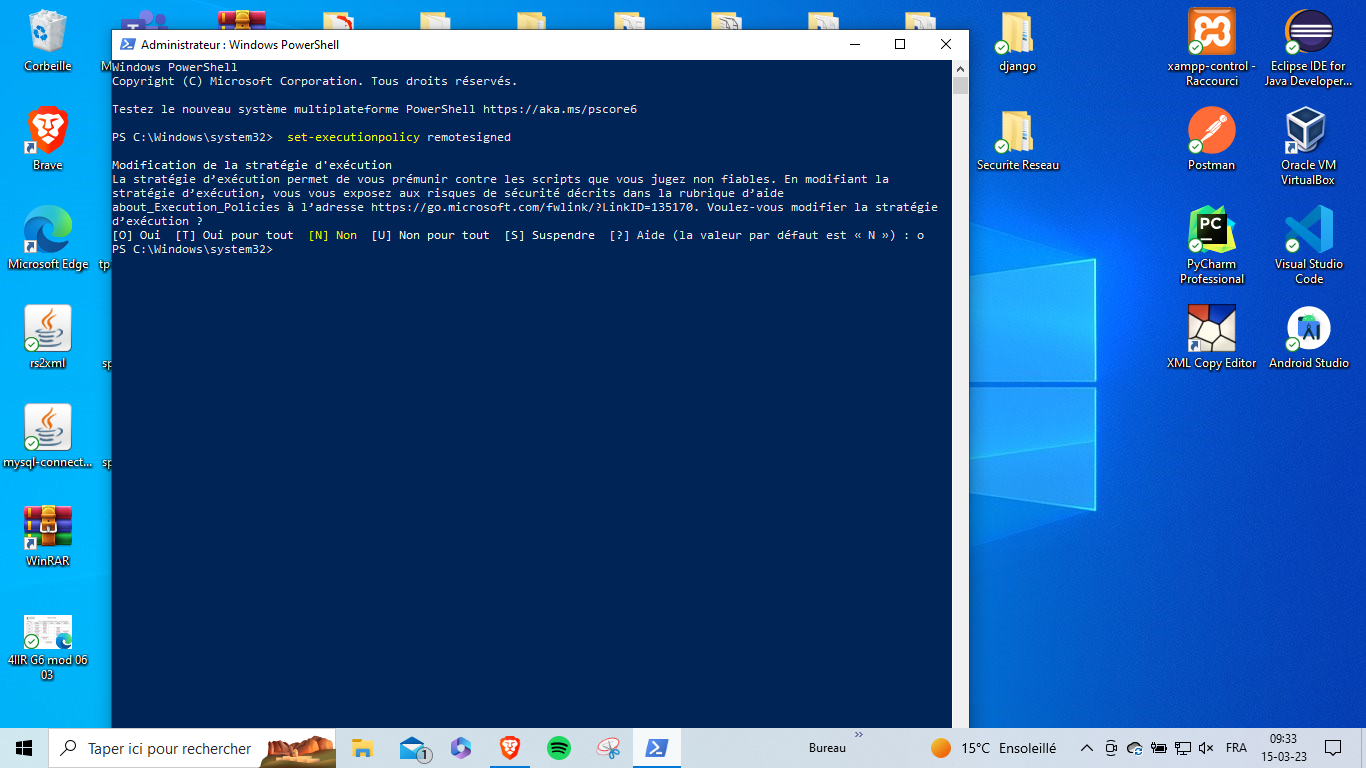 Administrateur : Windows PowerShell
Windows PowerShell
Copyright (C) Microsoft Corporation. Tous droits réservés.
Testez le nouveau système multiplateforme PowerShell https://aka.ms/pscore6
PS C:\Windows\system32>  set-executionpolicy remotesigned
Modification de la stratégie d'exécution
La stratégie d’exécution permet de vous prémunir contre les scripts que vous jugez non fiables. En modifiant la
stratégie d’exécution, vous vous exposez aux risques de sécurité décrits dans la rubrique d’aide
about_Execution_Policies à l’adresse https://go.microsoft.com/fwlink/?LinkID=135170. Voulez-vous modifier la stratégie
d’exécution ?
[O] Oui  [T] Oui pour tout  [N] Non  [U] Non pour tout  [S] Suspendre  [?] Aide (la valeur par défaut est « N ») : o
PS C:\Windows\system32>
Corbeille
Brave
Microsoft Edge
tp
rs2xml
sp
mysql-connect...
sp
WinRAR
4IIR G6 mod 06
03
django
Securite Reseau
xampp-control -
Raccourci
Eclipse IDE for
Java Developer...
Postman
Oracle VM
VirtualBox
PC
PyCharm
Professional
Visual Studio
Code
XML Copy Editor
Android Studio
Taper ici pour rechercher
1
Bureau
»
15°C Ensoleillé
FRA
09:33
15-03-23